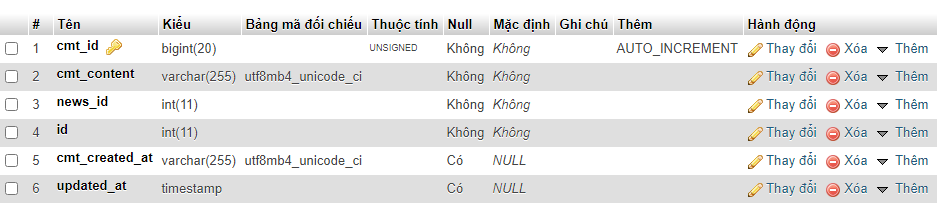 # Tên Kiểu Bảng mã đối chiếu Thuộc tính Null Mặc định Ghi chú Thêm Hành động
1 cmt_id bigint(20) UNSIGNED Không Không AUTO_INCREMENT Thay đổi Xóa Thêm
2 cmt_content varchar(255) utf8mb4_unicode_ci Không Không Thay đổi Xóa Thêm
3 news_id int(11) Không Không Thay đổi Xóa Thêm
4 id int(11) Không Không Thay đổi Xóa Thêm
5 cmt_created_at varchar(255) utf8mb4_unicode_ci Có NULL Thay đổi Xóa Thêm
6 updated_at timestamp Có NULL Thay đổi Xóa Thêm